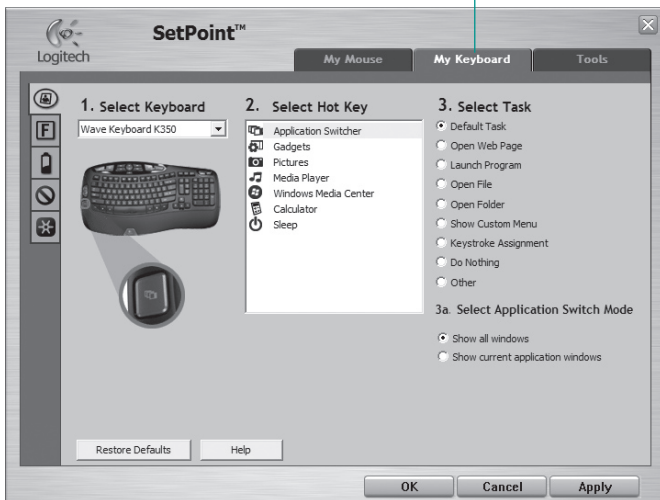 SetPoint™
Logitech
My Mouse
My Keyboard
Tools
1. Select Keyboard
Wave Keyboard K350
2. Select Hot Key
Application Switcher
Gadgets
Pictures
Media Player
Windows Media Center
Calculator
Sleep
3. Select Task
Default Task
Open Web Page
Launch Program
Open File
Open Folder
Show Custom Menu
Keystroke Assignment
Do Nothing
Other
3a. Select Application Switch Mode
Show all windows
Show current application windows
F
Restore Defaults
Help
OK
Cancel
Apply